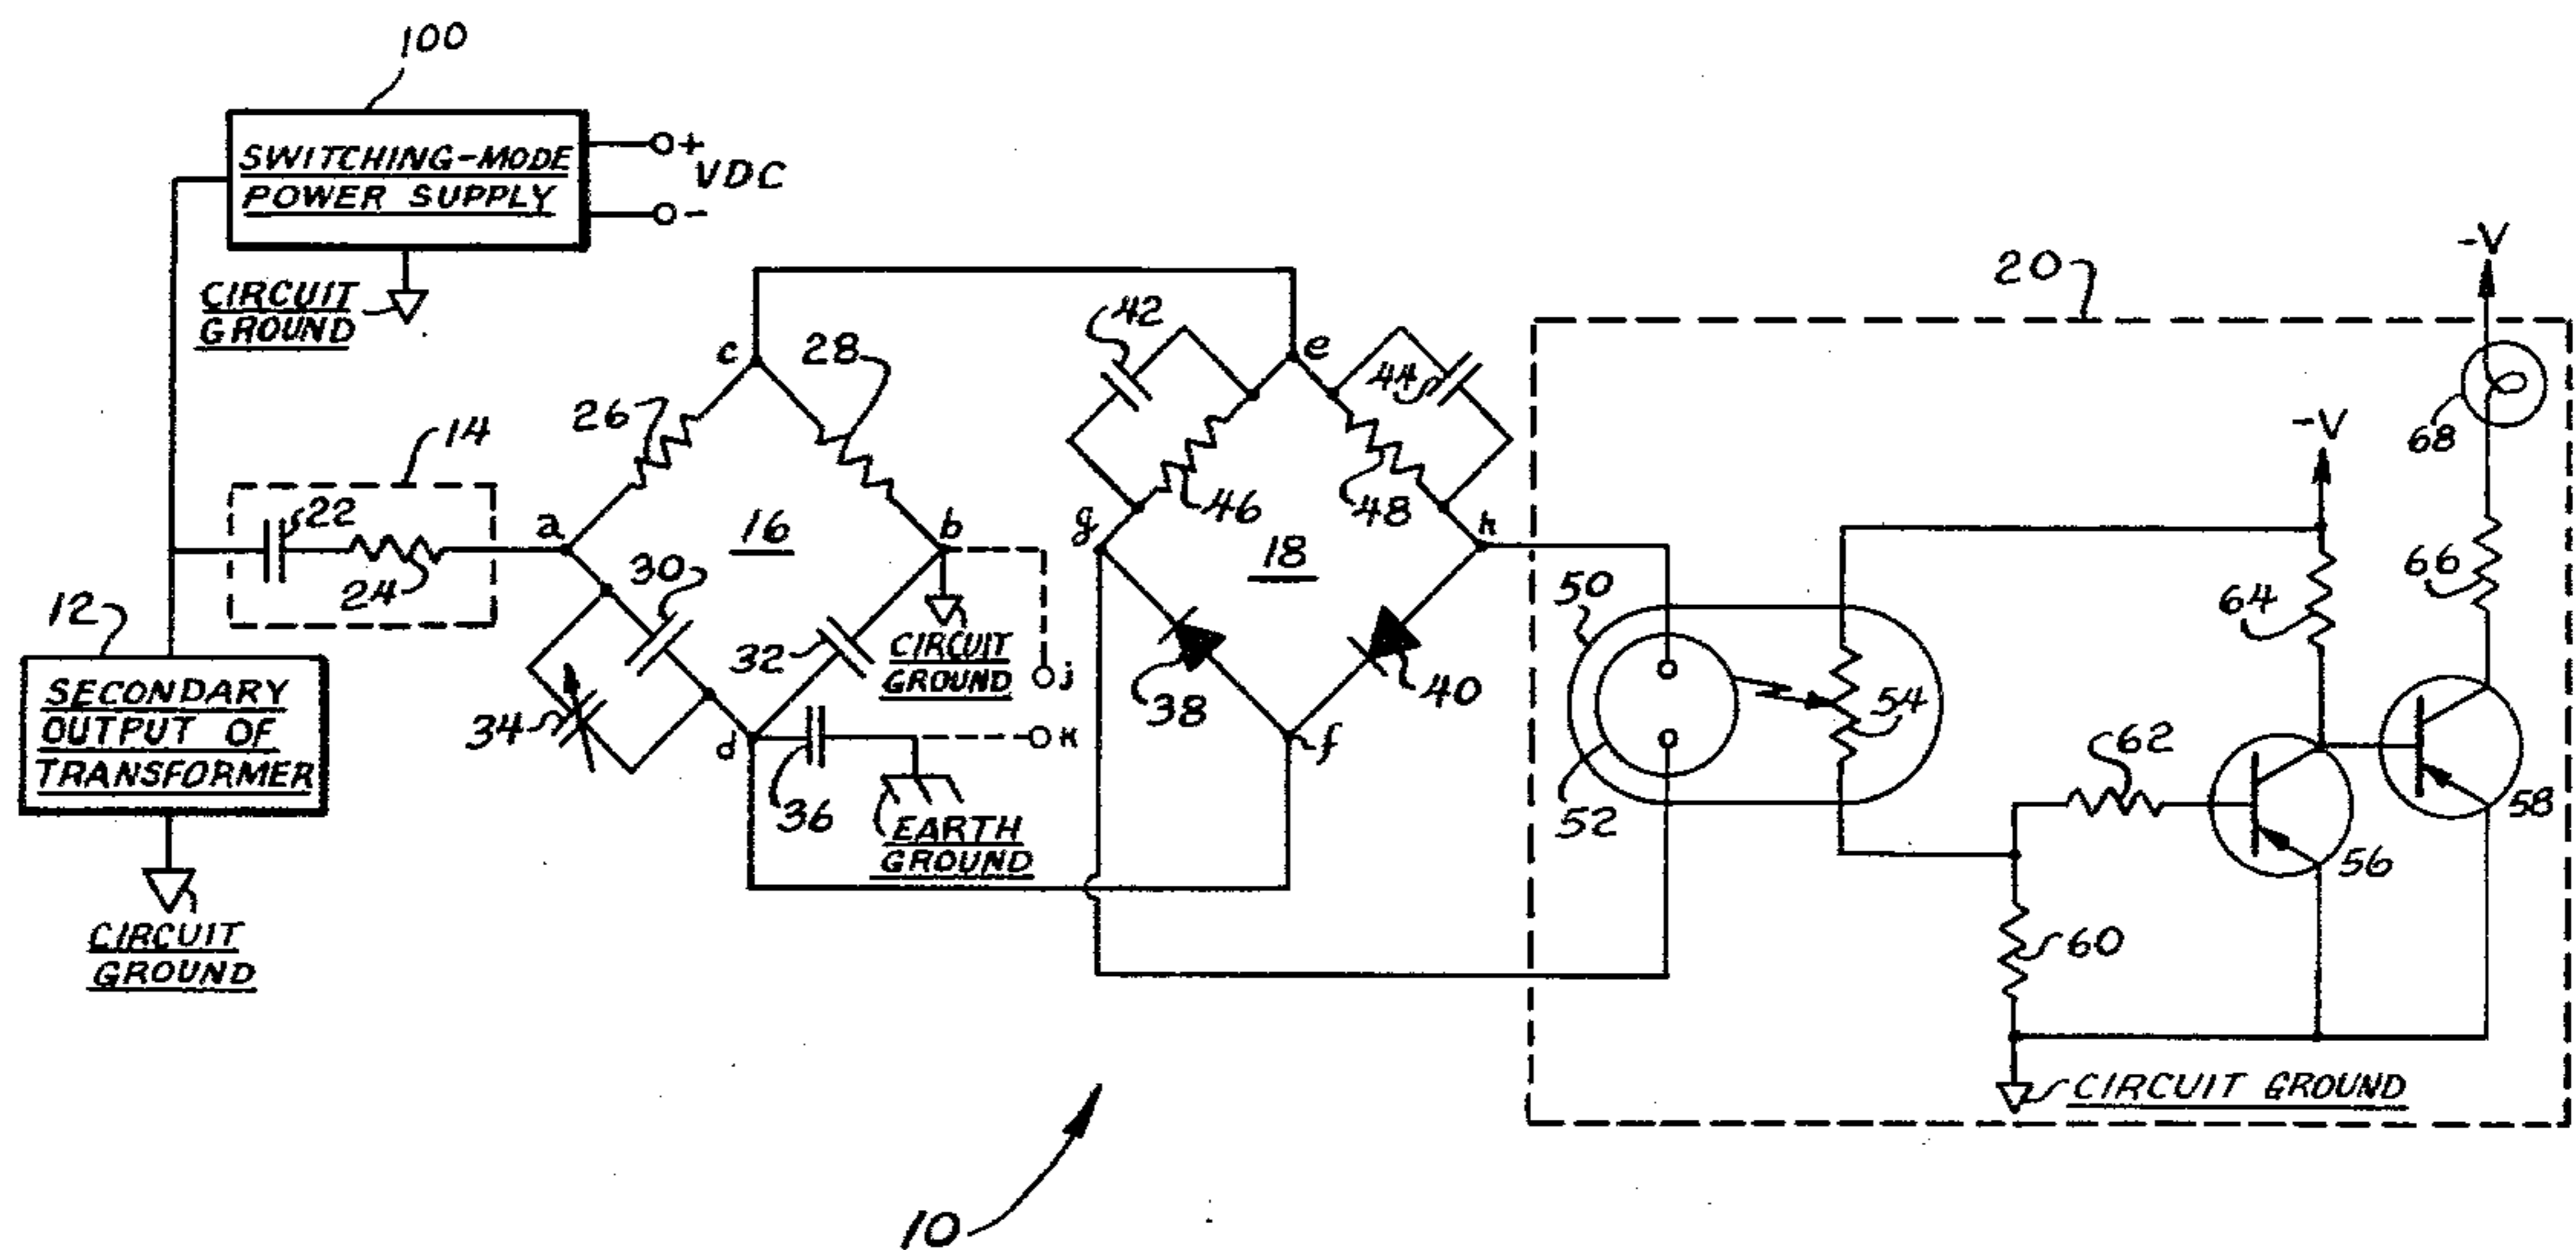 100
SWITCHING-MODE
POWER SUPPLY
+
VDC
-
CIRCUIT
GROUND
-V
20
42
c
28
e
44
68
26
-V
14
22
a
16
b
g
46
48
h
18
24
30
50
66
64
12
32
CIRCUIT
GROUND
j
38
40
54
SECONDARY
OUTPUT OF
TRANSFORMER
34
d
k
f
62
36
52
58
EARTH
GROUND
56
CIRCUIT
GROUND
60
CIRCUIT GROUND
10